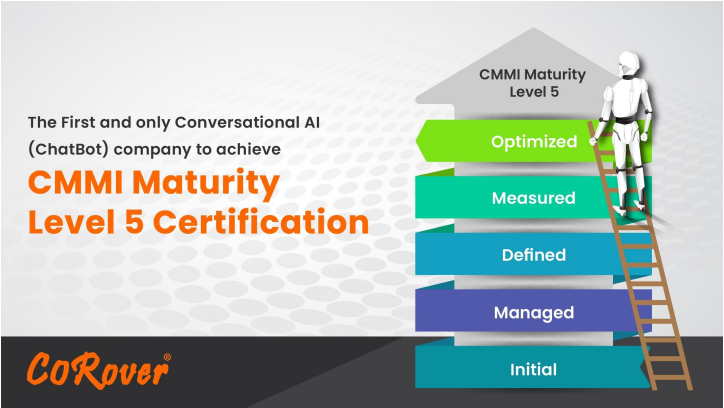 The First and only Conversational AI
(ChatBot) company to achieve
CMMI Maturity
Level 5 Certification
CoRover®
CMMI Maturity
Level 5
Optimized
Measured
Defined
Managed
Initial